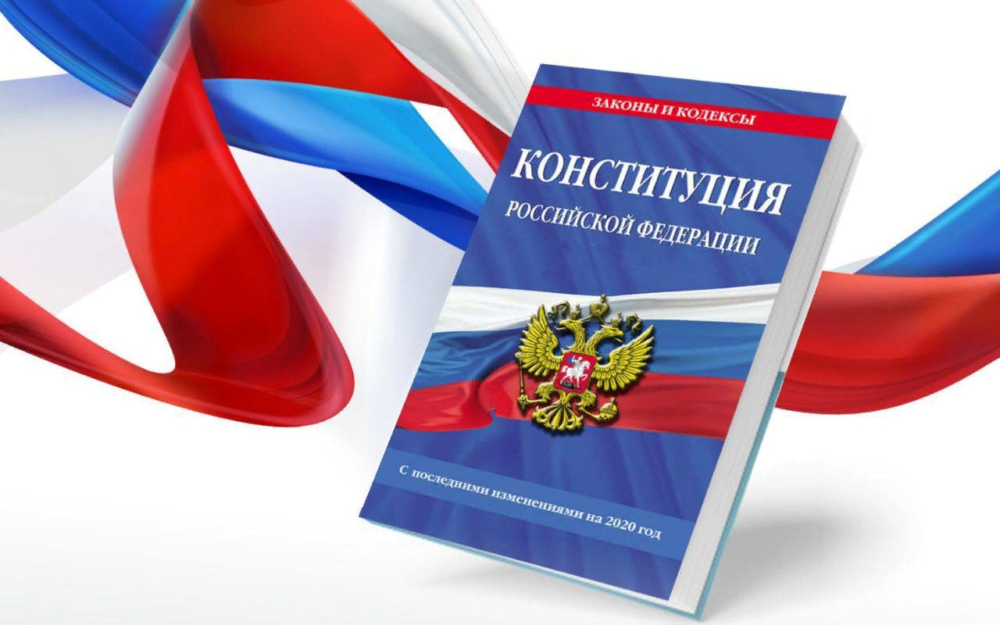 ЗАКОНЫ И КОДЕКСЫ
КОНСТИТУЦИЯ
РОССИЙСКОЙ ФЕДЕРАЦИИ
С последними изменениями на 2020 год